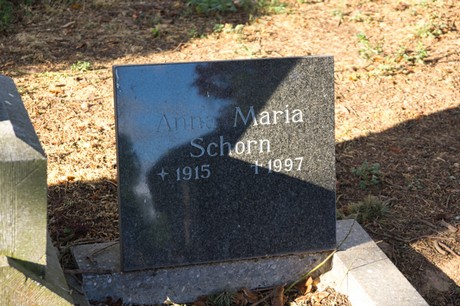 Anna Maria
Schorn
+ 1915 + 1997